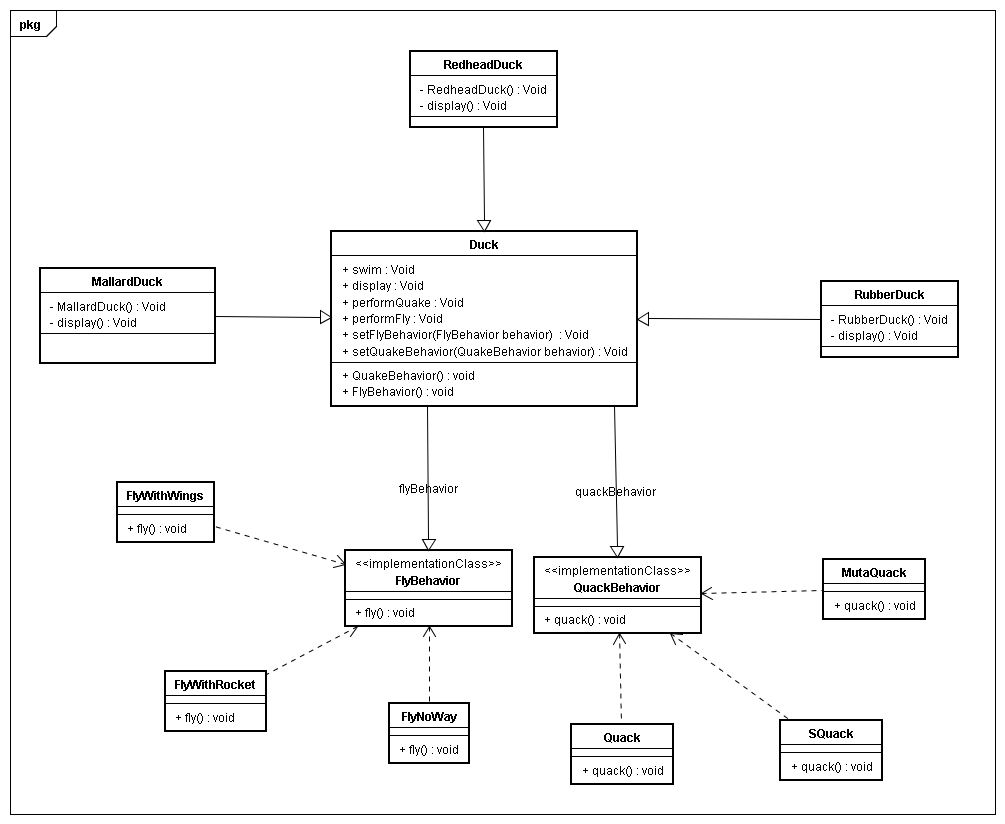 pkg
RedheadDuck
- RedheadDuck() : Void
- display() : Void
Duck
+ swim : Void
+ display : Void
+ performQuake : Void
+ performFly : Void
+ setFlyBehavior(FlyBehavior behavior) : Void
+ setQuakeBehavior(QuakeBehavior behavior) : Void
+ QuakeBehavior() : void
+ FlyBehavior() : void
MallardDuck
- MallardDuck() : Void
- display() : Void
RubberDuck
- RubberDuck() : Void
- display() : Void
flyBehavior
quackBehavior
FlyWithWings
+ fly() : void
<<implementationClass>>
FlyBehavior
+ fly() : void
<<implementationClass>>
QuackBehavior
+ quack() : void
MutaQuack
+ quack() : void
FlyWithRocket
+ fly() : void
FlyNoWay
+ fly() : void
Quack
+ quack() : void
SQuack
+ quack() : void